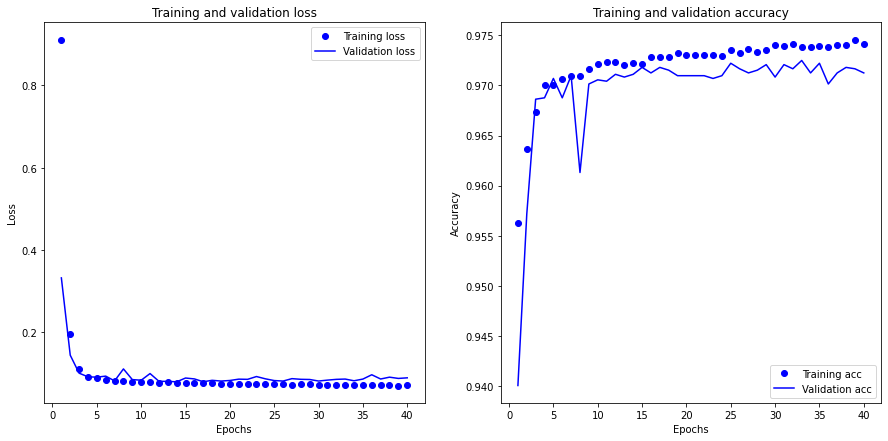 Training and validation loss
Training loss
Validation loss
Loss
0.8
0.6
0.4
0.2
0 5 10 15 20 25 30 35 40
Epochs
Training and validation accuracy
Accuracy
0.975
0.970
0.965
0.960
0.955
0.950
0.945
0.940
Training acc
Validation acc
0 5 10 15 20 25 30 35 40
Epochs